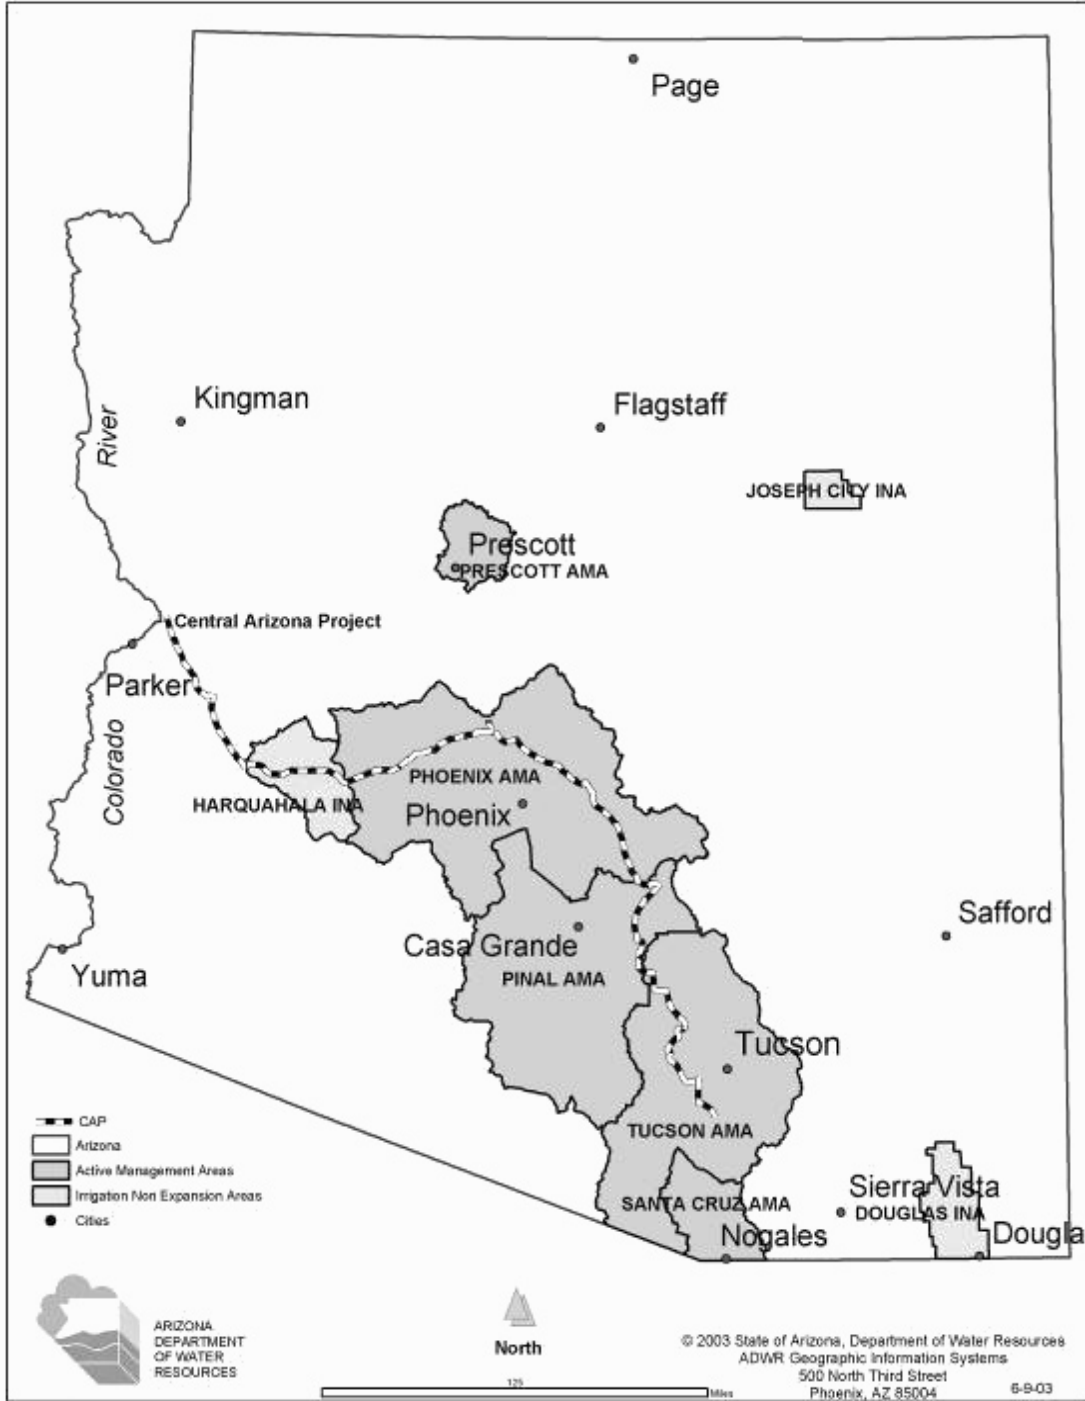 Page
Kingman
Flagstaff
River
JOSEPH CITY INA
Prescott
PRESCOTT AMA
Central Arizona Project
Parker
Colorado
PHOENIX AMA
HARQUAHALA INA
Phoenix
Safford
Casa Grande
Yuma
PINAL AMA
Tucson
TUCSON AMA
Sierra Vista
SANTA CRUZ AMA
DOUGLAS INA
Nogales
Dougla
CAP
Arizona
Active Management Areas
Irrigation Non Expansion Areas
Cities
ARIZONA
DEPARTMENT
OF WATER
RESOURCES
North
125
Miles
© 2003 State of Arizona, Department of Water Resources
ADWR Geographic Information Systems
500 North Third Street
Phoenix, AZ 85004
6-9-03